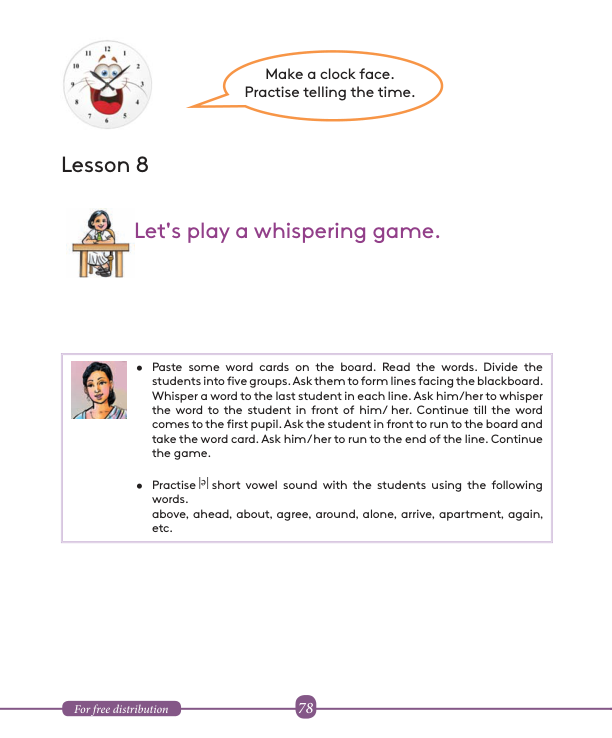 12
11
1
10
2
9
3
8
4
7
5
6
Make a clock face.
Practise telling the time.
Lesson 8
Let's play a whispering game.
• Paste some word cards on the board. Read the words. Divide the
students into five groups. Ask them to form lines facing the blackboard.
Whisper a word to the last student in each line. Ask him/her to whisper
the word to the student in front of him/ her. Continue till the word
comes to the first pupil. Ask the student in front to run to the board and
take the word card. Ask him/her to run to the end of the line. Continue
the game.
• Practise |ə| short vowel sound with the students using the following
words.
above, ahead, about, agree, around, alone, arrive, apartment, again,
etc.
For free distribution
78